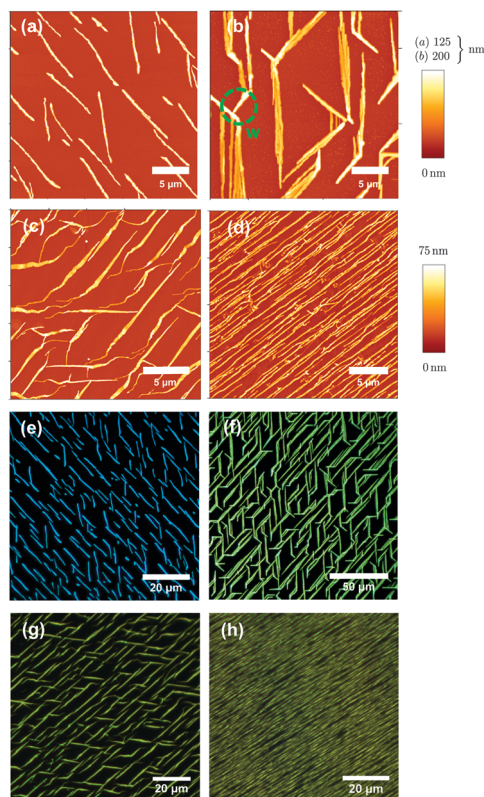 (a)
(b)
(a) 125
(b) 200
nm
w
5 µm
5 µm
0 nm
(c)
(d)
75 nm
5 µm
5 µm
0 nm
(e)
(f)
20 µm
50 µm
(g)
(h)
20 µm
20 µm